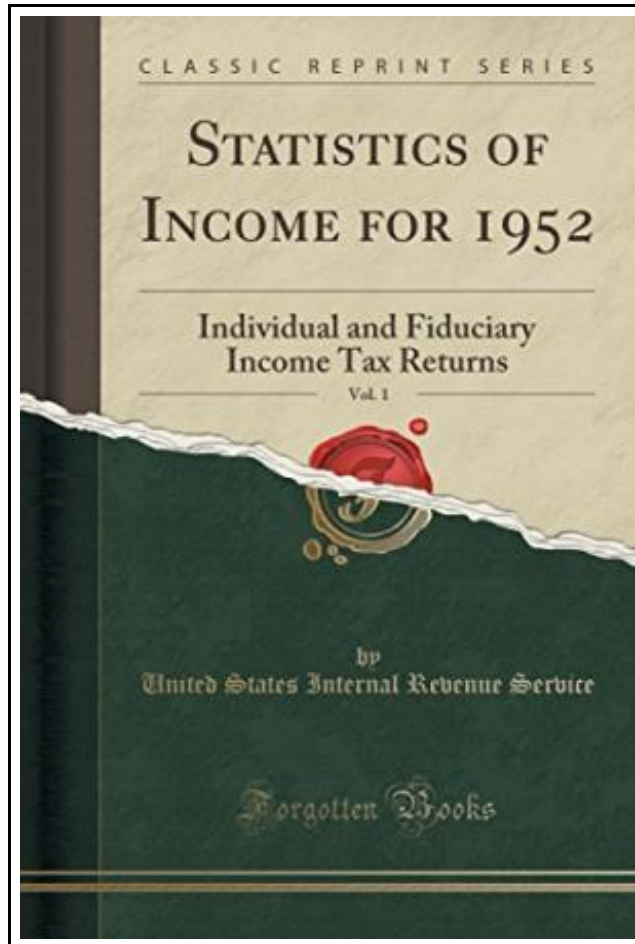 CLASSIC REPRINT SERIES
STATISTICS OF
INCOME FOR 1952
Individual and Fiduciary
Income Tax Returns
Vol. 1
by
United States Internal Revenue Service
Forgotten Books